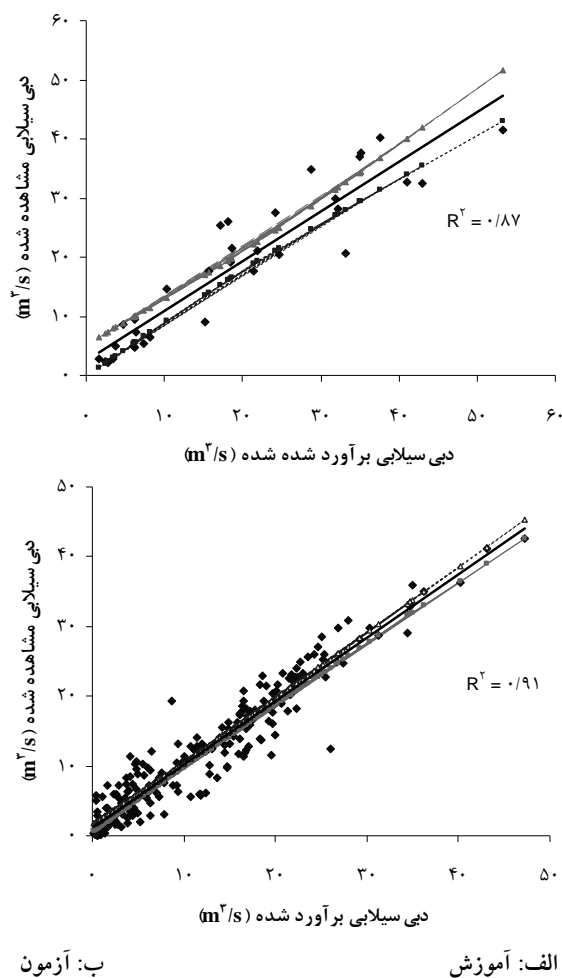 ۶۰
۵۰
۴۰
۳۰
۲۰
۱۰
۰
دبی سیلابی مشاهده شده (m³/s)
R² = ۰/۸۷
۰ ۱۰ ۲۰ ۳۰ ۴۰ ۵۰ ۶۰
دبی سیلابی برآورد شده شده (m³/s)
۵۰
۴۰
۳۰
۲۰
۱۰
۰
دبی سیلابی مشاهده شده (m³/s)
R² = ۰/۹۱
۰ ۱۰ ۲۰ ۳۰ ۴۰ ۵۰
دبی سیلابی برآورد شده (m³/s)
الف: آموزش ب: آزمون